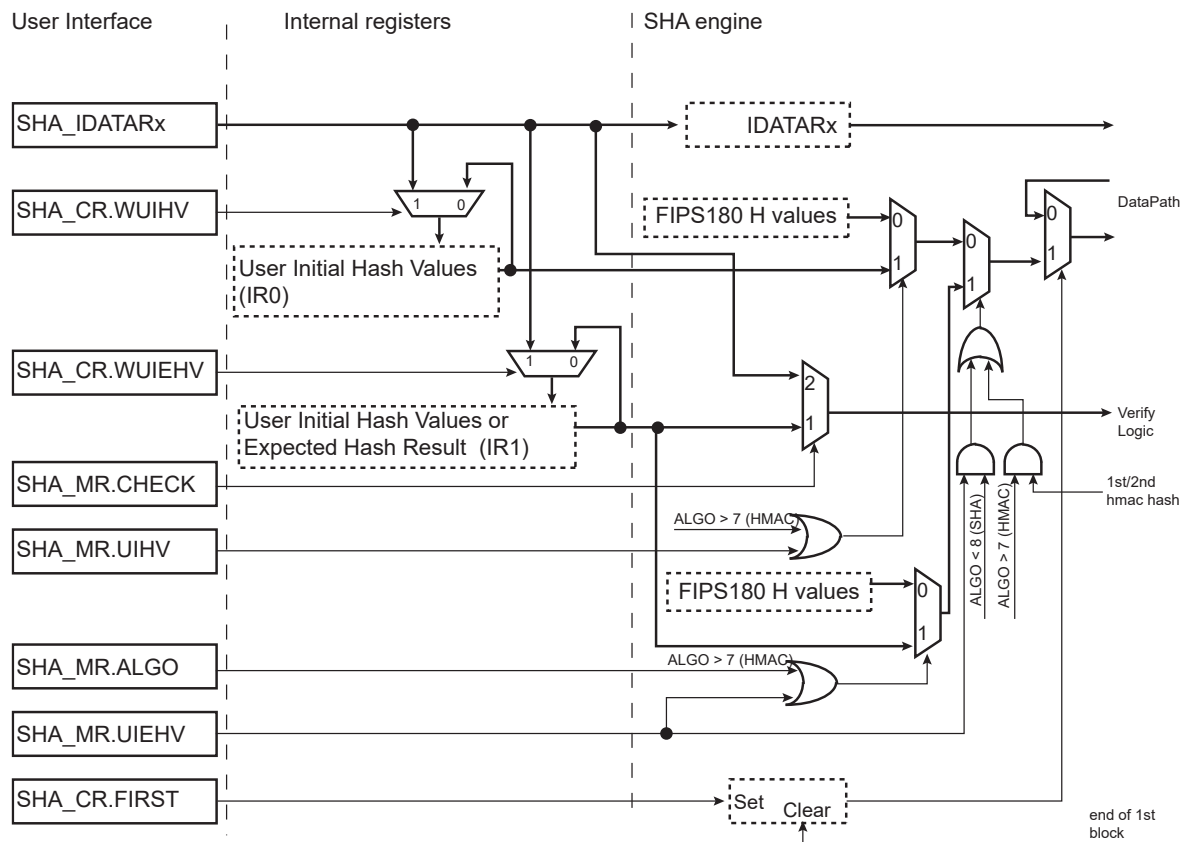 User Interface
Internal registers
SHA engine
SHA_IDATARx
IDATARx
1 0
SHA_CR.WUIHV
FIPS180 H values
0
1
0
1
0
1
DataPath
User Initial Hash Values
(IR0)
SHA_CR.WUIEHV
1 0
2
1
User Initial Hash Values or
Expected Hash Result (IR1)
Verify
Logic
SHA_MR.CHECK
1st/2nd
hmac hash
ALGO < 8 (SHA)
ALGO > 7 (HMAC)
ALGO > 7 (HMAC)
SHA_MR.UIHV
FIPS180 H values
0
1
SHA_MR.ALGO
ALGO > 7 (HMAC)
SHA_MR.UIEHV
SHA_CR.FIRST
Set
Clear
end of 1st
block